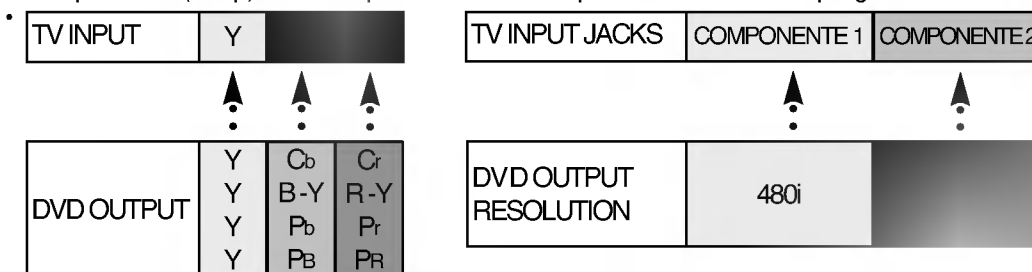 TV INPUT Y
DVD OUTPUT
Y Cb Cr
Y B-Y R-Y
Y Pb Pr
Y PB PR
TV INPUT JACKS COMPONENTE 1 COMPONENTE 2
DVD OUTPUT RESOLUTION
480i